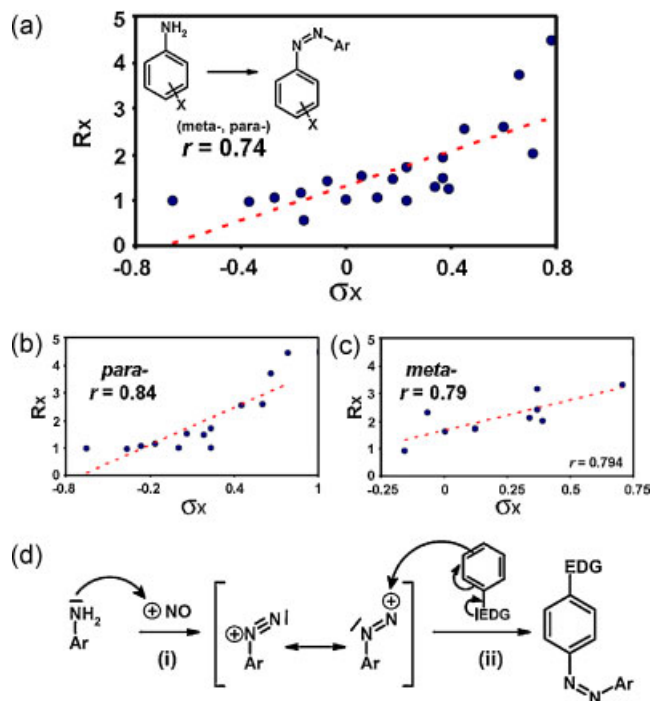 (a)
NH2
N=N
Ar
X
X
(meta-, para-)
r = 0.74
Rx
5
4
3
2
1
0
-0.8
-0.4
0
0.4
0.8
σx
(b)
para-
r = 0.84
Rx
5
4
3
2
1
0
-0.8
-0.2
0.4
1
σx
(c)
meta-
r = 0.79
r = 0.794
Rx
5
4
3
2
1
0
-0.25
0
0.25
0.5
0.75
σx
(d)
NH2
Ar
⊕ NO
(i)
⊕ N≡N
Ar
N=N ⊕
Ar
EDG
(ii)
EDG
N=N
Ar